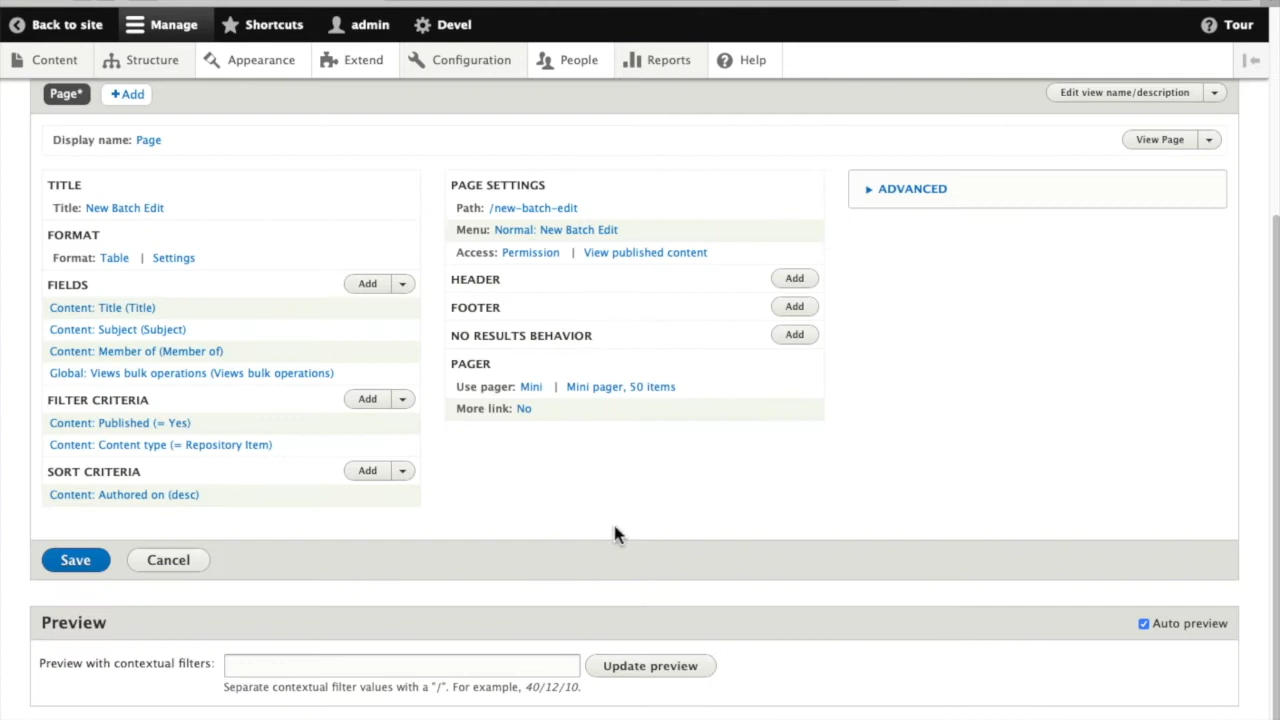 Back to site Manage Shortcuts admin Devel Tour
Content Structure Appearance Extend Configuration People Reports Help
Page* +Add Edit view name/description
Display name: Page View Page
TITLE
Title: New Batch Edit
FORMAT
Format: Table | Settings
FIELDS Add
Content: Title (Title)
Content: Subject (Subject)
Content: Member of (Member of)
Global: Views bulk operations (Views bulk operations)
FILTER CRITERIA Add
Content: Published (= Yes)
Content: Content type (= Repository Item)
SORT CRITERIA Add
Content: Authored on (desc)
PAGE SETTINGS
Path: /new-batch-edit
Menu: Normal: New Batch Edit
Access: Permission | View published content
HEADER Add
FOOTER Add
NO RESULTS BEHAVIOR Add
PAGER
Use pager: Mini | Mini pager, 50 items
More link: No
ADVANCED
Save Cancel
Preview Auto preview
Preview with contextual filters: Update preview
Separate contextual filter values with a "/". For example, 40/12/10.